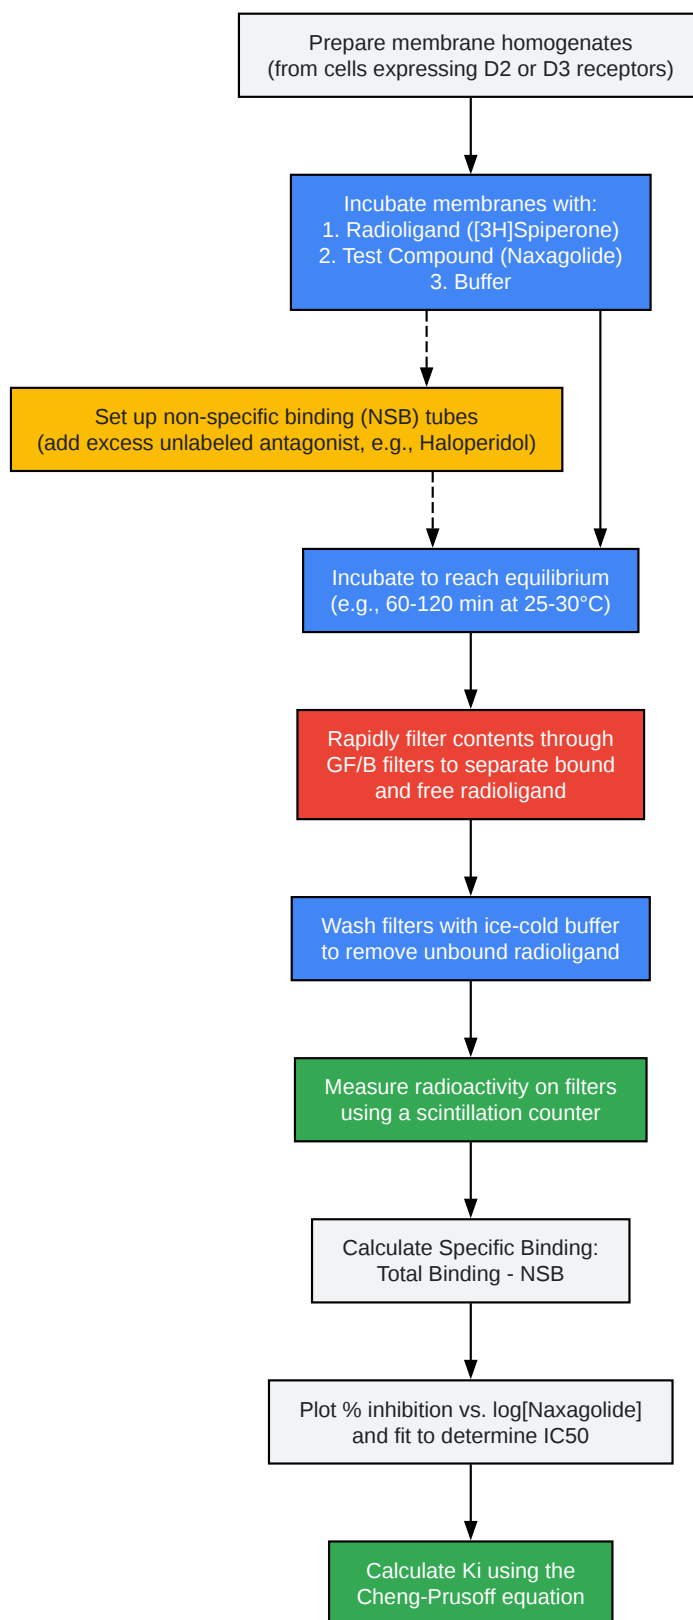 Prepare membrane homogenates
(from cells expressing D2 or D3 receptors)
Incubate membranes with:
1. Radioligand ([3H]Spiperone)
2. Test Compound (Naxagolide)
3. Buffer
Set up non-specific binding (NSB) tubes
(add excess unlabeled antagonist, e.g., Haloperidol)
Incubate to reach equilibrium
(e.g., 60-120 min at 25-30°C)
Rapidly filter contents through
GF/B filters to separate bound
and free radioligand
Wash filters with ice-cold buffer
to remove unbound radioligand
Measure radioactivity on filters
using a scintillation counter
Calculate Specific Binding:
Total Binding - NSB
Plot % inhibition vs. log[Naxagolide]
and fit to determine IC50
Calculate Ki using the
Cheng-Prusoff equation